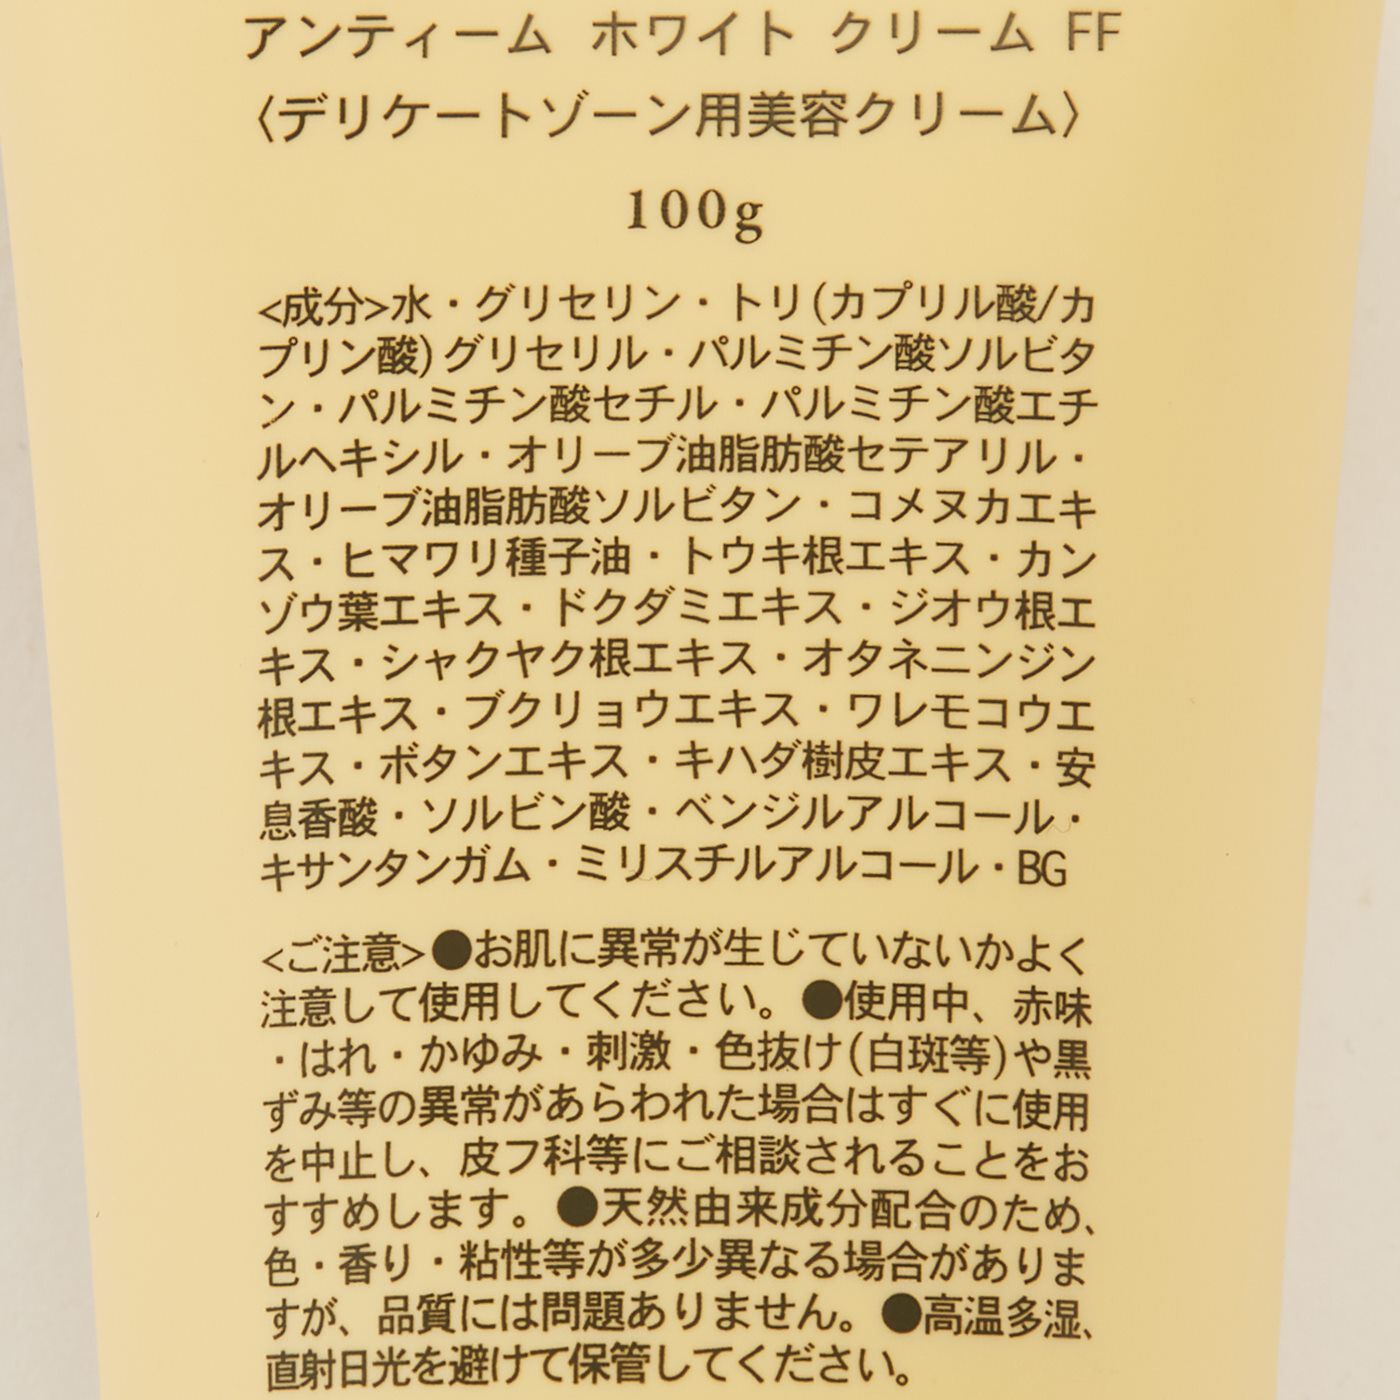 アンティーム ホワイト クリーム FF
〈デリケートゾーン用美容クリーム〉
100g
<成分>水・グリセリン・トリ(カプリル酸/カ
プリン酸)グリセリル・パルミチン酸ソルビタ
ン・パルミチン酸セチル・パルミチン酸エチ
ルヘキシル・オリーブ油脂肪酸セテアリル・
オリーブ油脂肪酸ソルビタン・コメヌカエキ
ス・ヒマワリ種子油・トウキ根エキス・カン
ゾウ葉エキス・ドクダミエキス・ジオウ根エ
キス・シャクヤク根エキス・オタネニンジン
根エキス・ブクリョウエキス・ワレモコウエ
キス・ボタンエキス・キハダ樹皮エキス・安
息香酸・ソルビン酸・ベンジルアルコール・
キサンタンガム・ミリスチルアルコール・BG
<ご注意>●お肌に異常が生じていないかよく
注意して使用してください。●使用中、赤味
・はれ・かゆみ・刺激・色抜け(白斑等)や黒
ずみ等の異常があらわれた場合はすぐに使用
を中止し、皮フ科等にご相談されることをお
すすめします。●天然由来成分配合のため、
色・香り・粘性等が多少異なる場合がありま
すが、品質には問題ありません。●高温多湿、
直射日光を避けて保管してください。